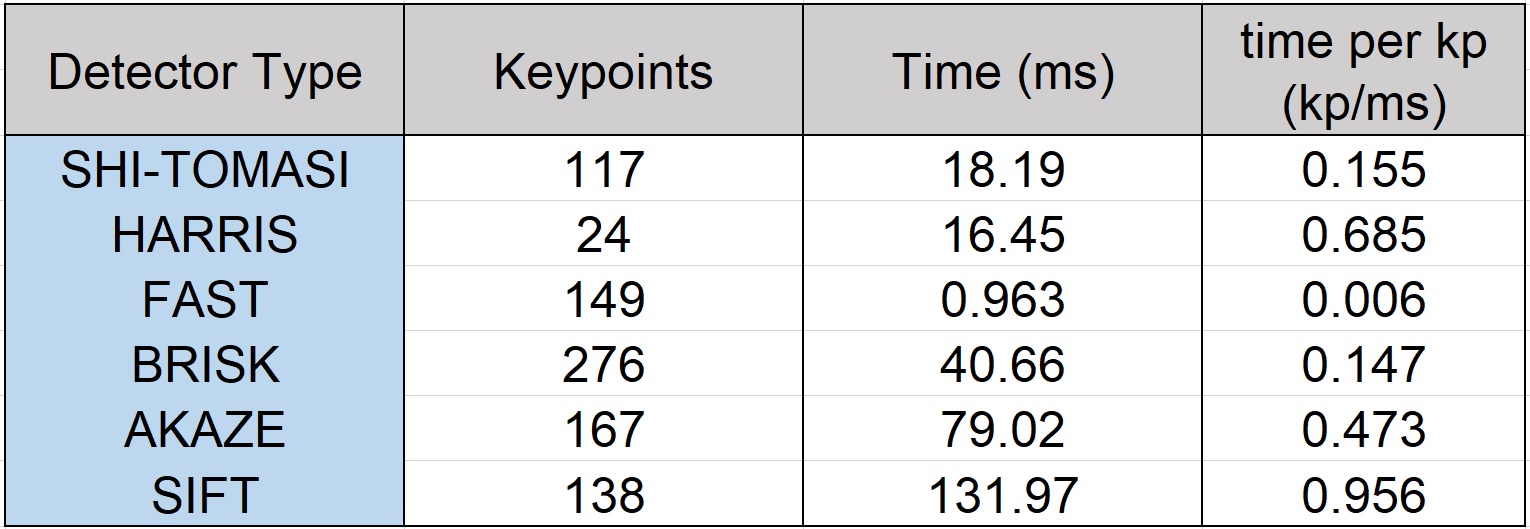 Detector Type Keypoints Time (ms) time per kp
(kp/ms)
SHI-TOMASI 117 18.19 0.155
HARRIS 24 16.45 0.685
FAST 149 0.963 0.006
BRISK 276 40.66 0.147
AKAZE 167 79.02 0.473
SIFT 138 131.97 0.956